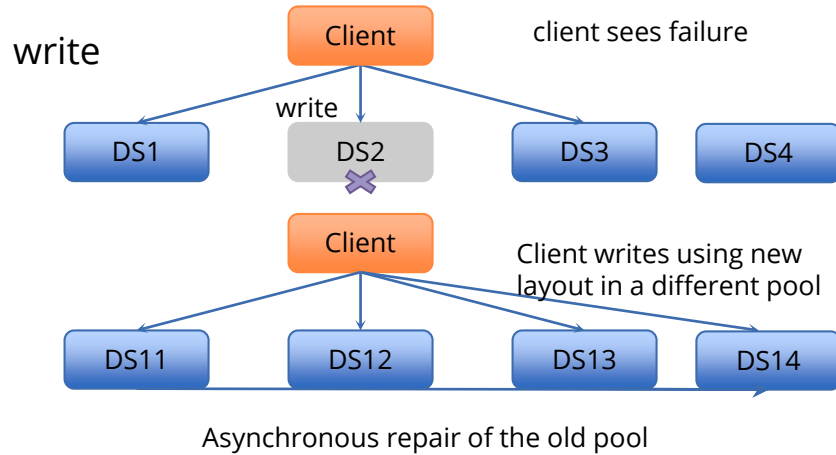 write
Client
client sees failure
write
DS1
DS2
DS3
DS4
Client
Client writes using new
layout in a different pool
DS11
DS12
DS13
DS14
Asynchronous repair of the old pool